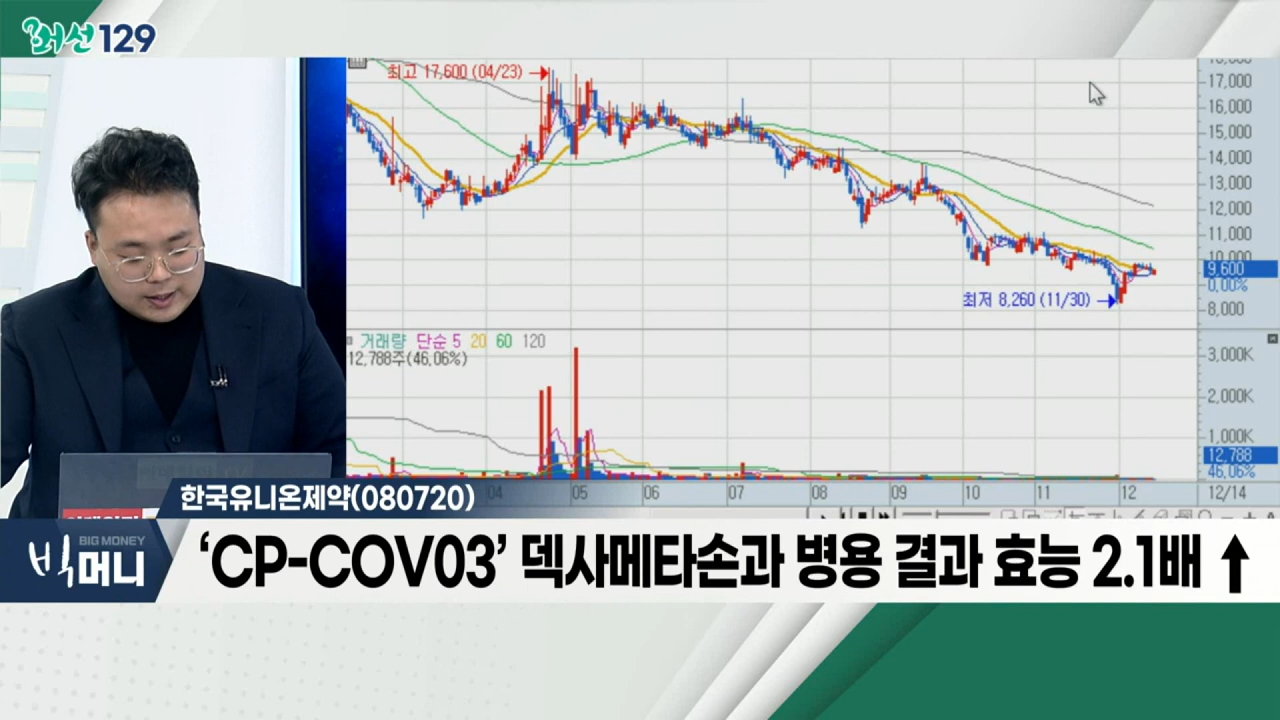 최선129
최고 17,600 (04/23)
17,000
16,000
15,000
14,000
13,000
12,000
11,000
10,000
9,600
0,00%
최저 8,260 (11/30)
8,000
거래량 단순 5 20 60 120
12,788주(46,06%)
3,000K
2,000K
1,000K
12,788
46,06%
04 05 06 07 08 09 10 11 12 12/14
한국유니온제약(080720)
BIG MONEY
빅머니
‘CP-COV03’ 덱사메타손과 병용 결과 효능 2.1배 ↑